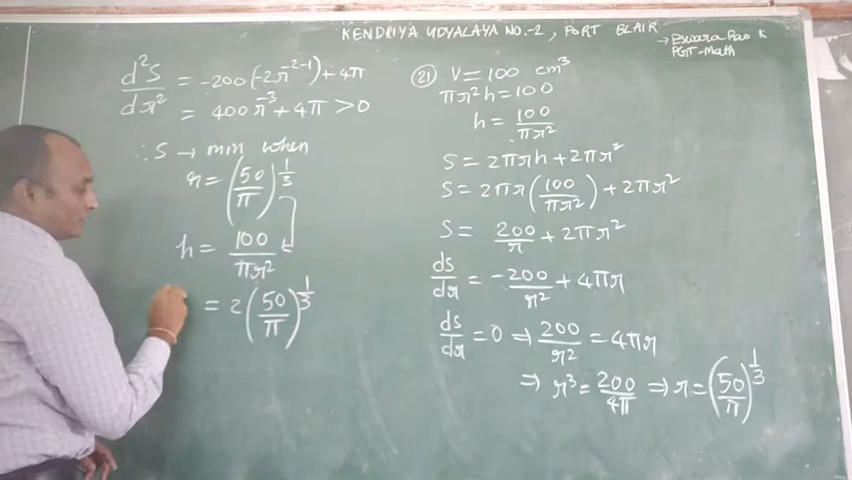 KENDRIYA VIDYALAYA NO.-2, PORT BLAIR
→ Eswara Rao K
PGT-Math
d²S/dr² = -200(-2r⁻²⁻¹) + 4π
= 400r⁻³ + 4π > 0
∴ S → min when
r = (50/π)^(1/3)
h = 100/πr²
= 2(50/π)^(1/3)
(21) V = 100 cm³
πr²h = 100
h = 100/πr²
S = 2πrh + 2πr²
S = 2πr(100/πr²) + 2πr²
S = 200/r + 2πr²
ds/dr = -200/r² + 4πr
ds/dr = 0 ⇒ 200/r² = 4πr
⇒ r³ = 200/4π ⇒ r = (50/π)^(1/3)